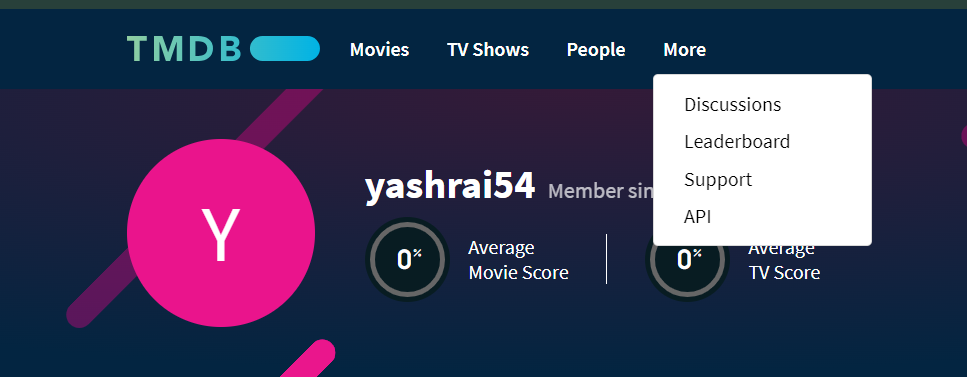 TMDB Movies TV Shows People More
Discussions
Leaderboard
Support
API
Y
yashrai54 Member sin
0% Average
Movie Score
0% Average
TV Score